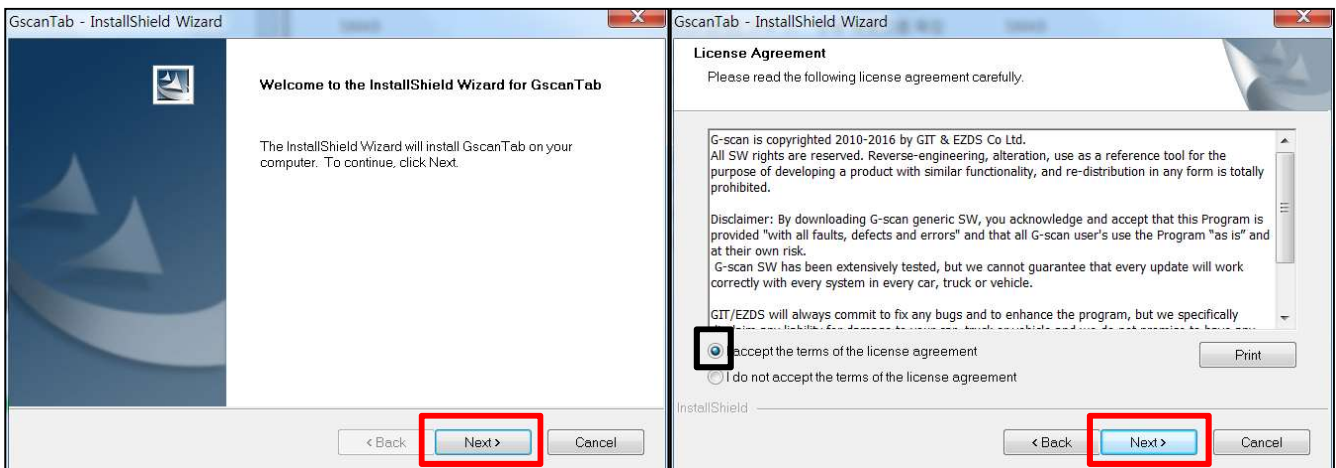 GscanTab - InstallShield Wizard
Welcome to the InstallShield Wizard for GscanTab
The InstallShield Wizard will install GscanTab on your
computer. To continue, click Next.
< Back
Next >
Cancel
GscanTab - InstallShield Wizard
License Agreement
Please read the following license agreement carefully.
G-scan is copyrighted 2010-2016 by GIT & EZDS Co Ltd.
All SW rights are reserved. Reverse-engineering, alteration, use as a reference tool for the
purpose of developing a product with similar functionality, and re-distribution in any form is totally
prohibited.
Disclaimer: By downloading G-scan generic SW, you acknowledge and accept that this Program is
provided "with all faults, defects and errors" and that all G-scan user's use the Program "as is" and
at their own risk.
G-scan SW has been extensively tested, but we cannot guarantee that every update will work
correctly with every system in every car, truck or vehicle.
GIT/EZDS will always commit to fix any bugs and to enhance the program, but we specifically
accept the terms of the license agreement
Print
I do not accept the terms of the license agreement
InstallShield
< Back
Next >
Cancel